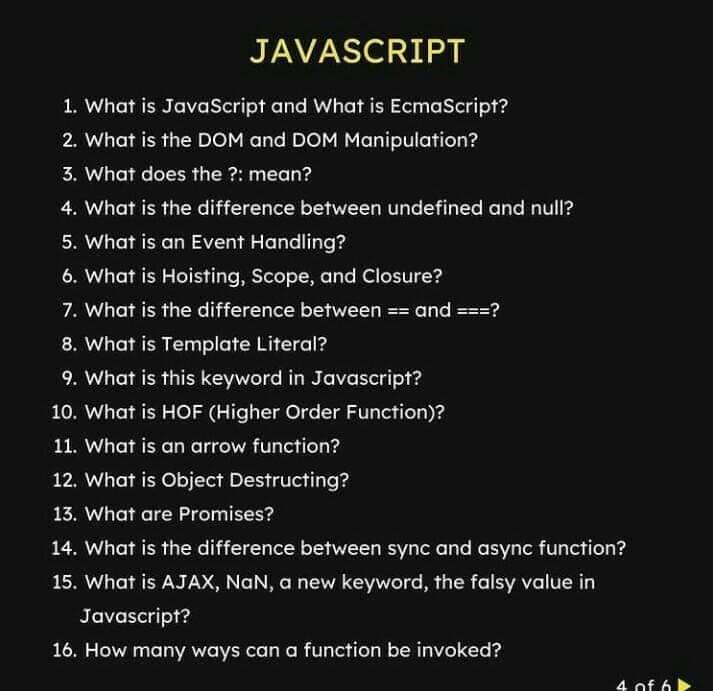 JAVASCRIPT
1. What is JavaScript and What is EcmaScript?
2. What is the DOM and DOM Manipulation?
3. What does the ?: mean?
4. What is the difference between undefined and null?
5. What is an Event Handling?
6. What is Hoisting, Scope, and Closure?
7. What is the difference between == and ===?
8. What is Template Literal?
9. What is this keyword in Javascript?
10. What is HOF (Higher Order Function)?
11. What is an arrow function?
12. What is Object Destructing?
13. What are Promises?
14. What is the difference between sync and async function?
15. What is AJAX, NaN, a new keyword, the falsy value in
Javascript?
16. How many ways can a function be invoked?
4 of 6